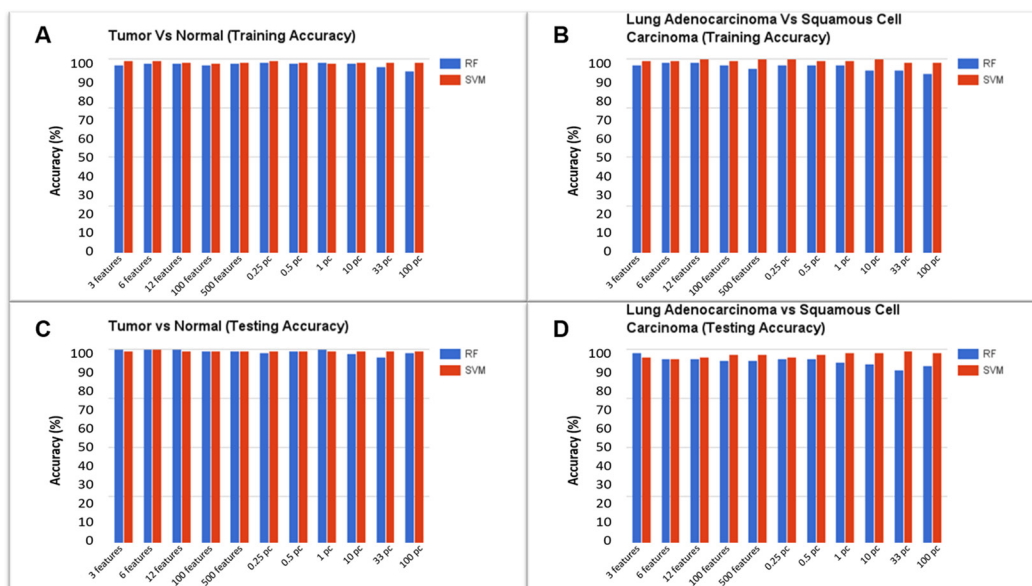 A
Tumor Vs Normal (Training Accuracy)
RF
SVM
Accuracy (%)
100
90
80
70
60
50
40
30
20
10
0
3 features
6 features
12 features
100 features
500 features
0.25 pc
0.5 pc
1 pc
10 pc
33 pc
100 pc
B
Lung Adenocarcinoma Vs Squamous Cell
Carcinoma (Training Accuracy)
RF
SVM
Accuracy (%)
100
90
80
70
60
50
40
30
20
10
0
3 features
6 features
12 features
100 features
500 features
0.25 pc
0.5 pc
1 pc
10 pc
33 pc
100 pc
C
Tumor vs Normal (Testing Accuracy)
RF
SVM
Accuracy (%)
100
90
80
70
60
50
40
30
20
10
0
3 features
6 features
12 features
100 features
500 features
0.25 pc
0.5 pc
1 pc
10 pc
33 pc
100 pc
D
Lung Adenocarcinoma vs Squamous Cell
Carcinoma (Testing Accuracy)
RF
SVM
Accuracy (%)
100
90
80
70
60
50
40
30
20
10
0
3 features
6 features
12 features
100 features
500 features
0.25 pc
0.5 pc
1 pc
10 pc
33 pc
100 pc